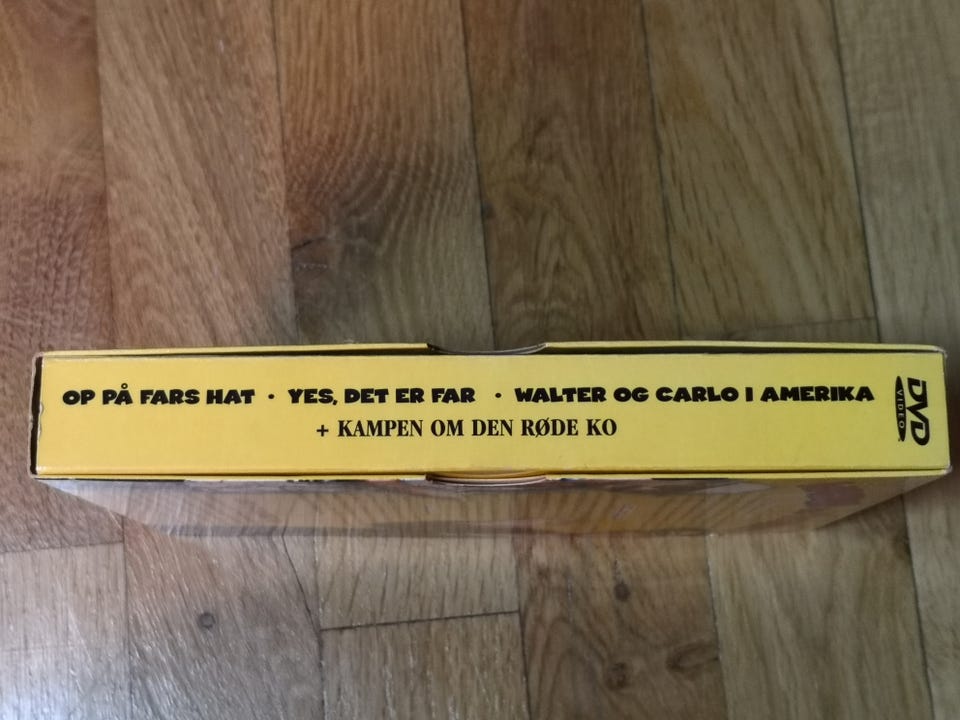 OP PÅ FARS HAT • YES, DET ER FAR • WALTER OG CARLO I AMERIKA
+ KAMPEN OM DEN RØDE KO
DVD
VIDEO